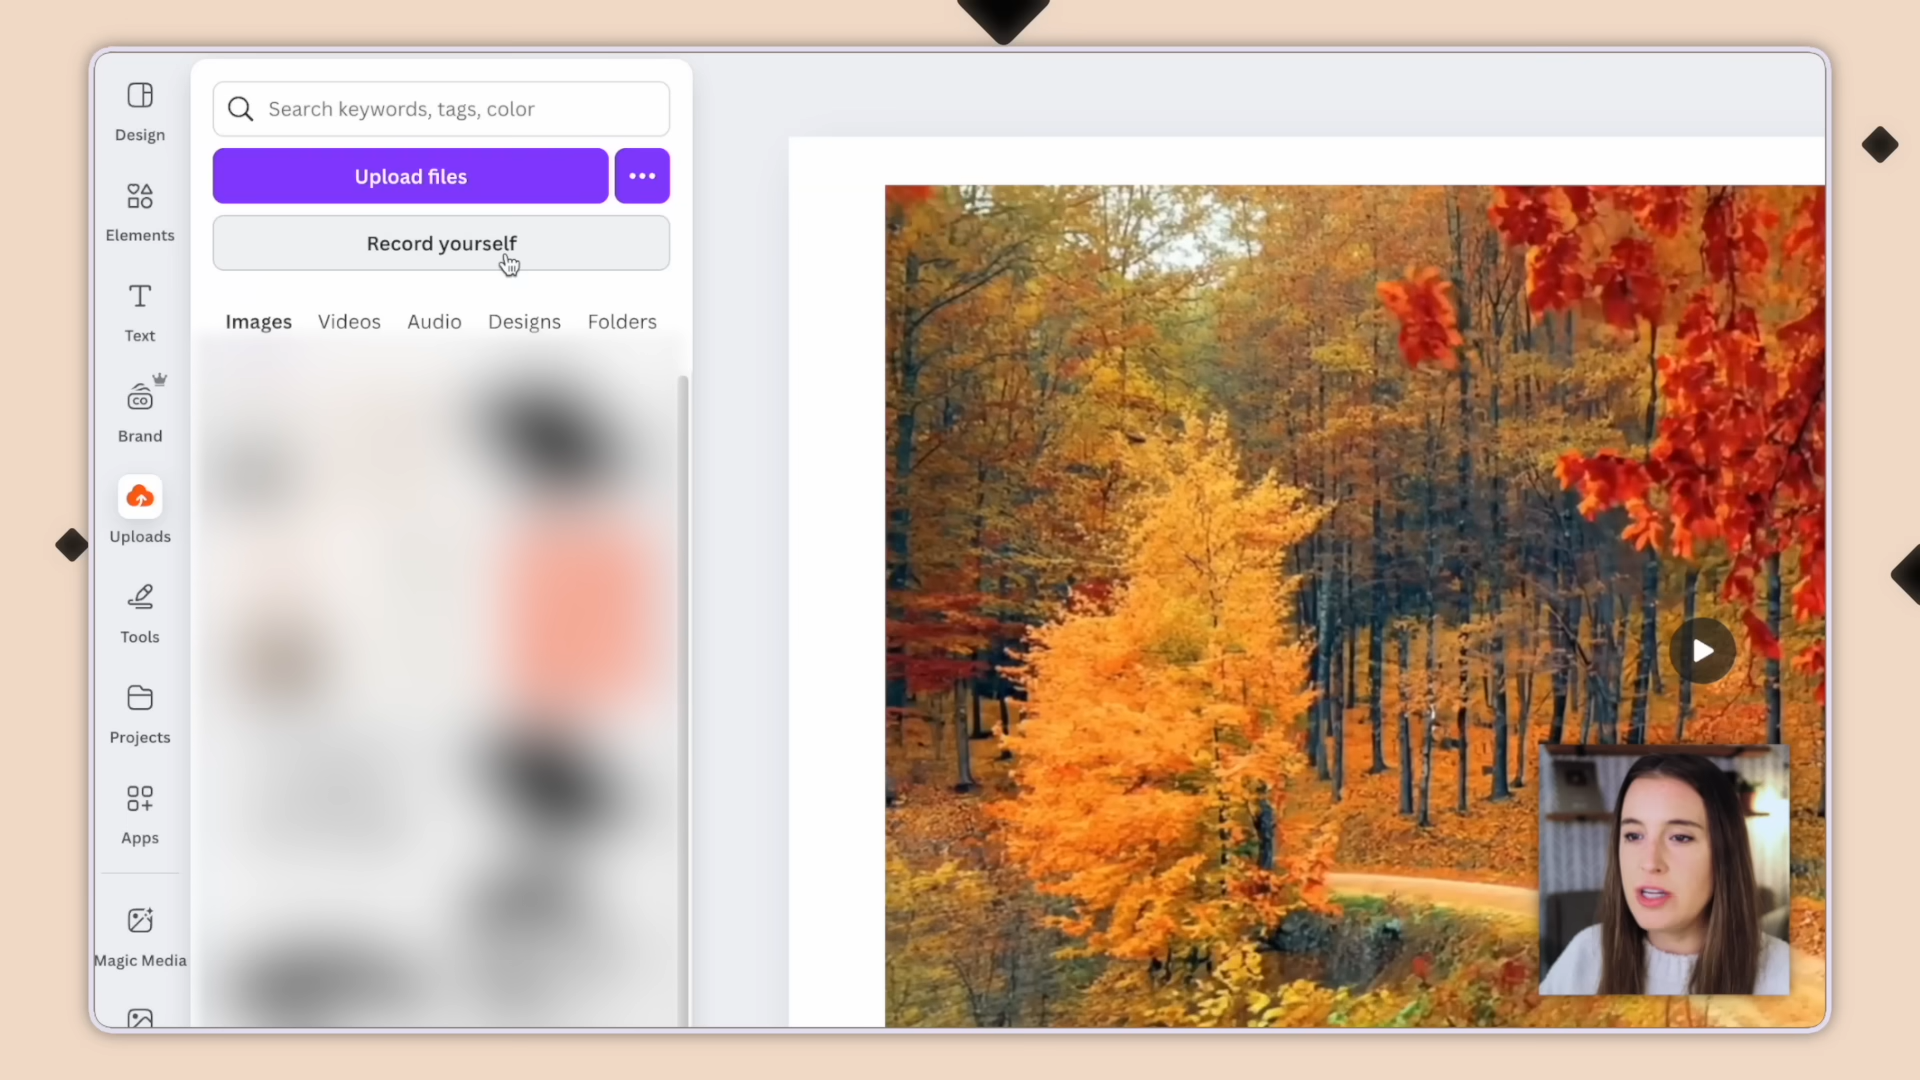 Design
Elements
Text
CO
Brand
Uploads
Tools
Projects
Apps
Magic Media
Search keywords, tags, color
Upload files
Record yourself
Images Videos Audio Designs Folders